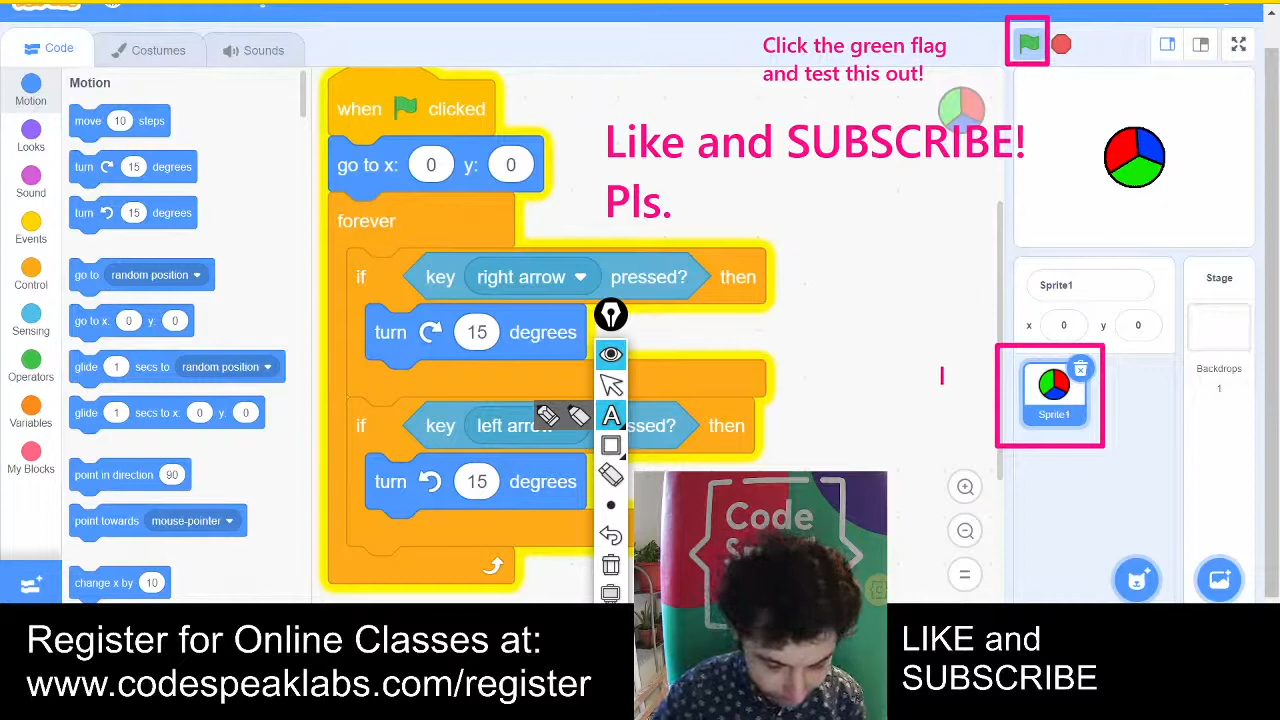 Code
Costumes
Sounds
Click the green flag
and test this out!
Like and SUBSCRIBE!
Pls.
Motion
Looks
Sound
Events
Control
Sensing
Operators
Variables
My Blocks
Motion
move 10 steps
turn 15 degrees
turn 15 degrees
go to random position
go to x: 0 y: 0
glide 1 secs to random position
glide 1 secs to x: 0 y: 0
point in direction 90
point towards mouse-pointer
change x by 10
when clicked
go to x: 0 y: 0
forever
if key right arrow pressed? then
turn 15 degrees
if key left arrow pressed? then
turn 15 degrees
A
Sprite1
x 0 y 0
Sprite1
Stage
Backdrops
1
Code
Register for Online Classes at:
www.codespeaklabs.com/register
LIKE and
SUBSCRIBE